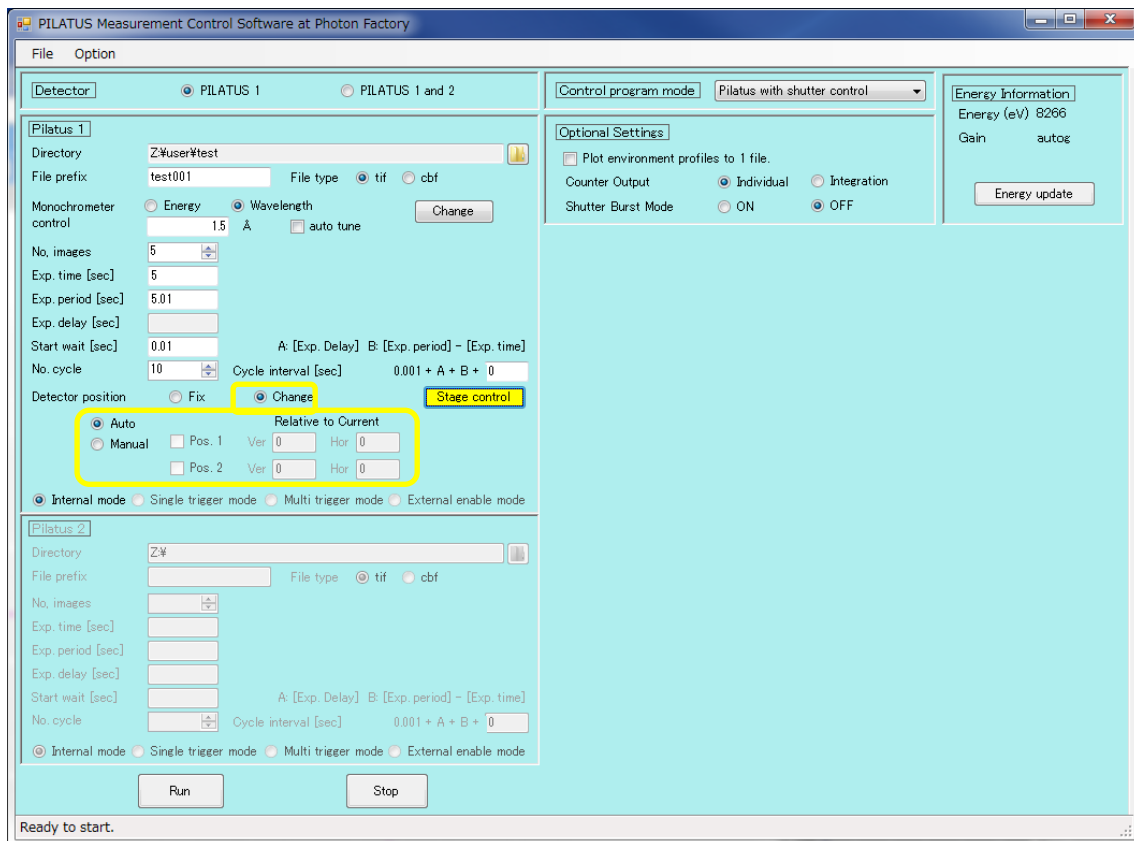 PILATUS Measurement Control Software at Photon Factory
File Option
Detector PILATUS 1 PILATUS 1 and 2
Control program mode Pilatus with shutter control
Energy Information
Energy (eV) 8266
Gain autog
Energy update
Optional Settings
Plot environment profiles to 1 file.
Counter Output Individual Integration
Shutter Burst Mode ON OFF
Pilatus 1
Directory Z:¥user¥test
File prefix test001 File type tif cbf
Monochrometer control Energy Wavelength Change
1.5 Å auto tune
No, images 5
Exp. time [sec] 5
Exp. period [sec] 5.01
Exp. delay [sec]
Start wait [sec] 0.01 A: [Exp. Delay] B: [Exp. period] - [Exp. time]
No. cycle 10 Cycle interval [sec] 0.001 + A + B + 0
Detector position Fix Change Stage control
Auto Relative to Current
Manual Pos. 1 Ver 0 Hor 0
Pos. 2 Ver 0 Hor 0
Internal mode Single trigger mode Multi trigger mode External enable mode
Pilatus 2
Directory Z:¥
File prefix File type tif cbf
No, images
Exp. time [sec]
Exp. period [sec]
Exp. delay [sec]
Start wait [sec] A: [Exp. Delay] B: [Exp. period] - [Exp. time]
No. cycle Cycle interval [sec] 0.001 + A + B + 0
Internal mode Single trigger mode Multi trigger mode External enable mode
Run Stop
Ready to start.